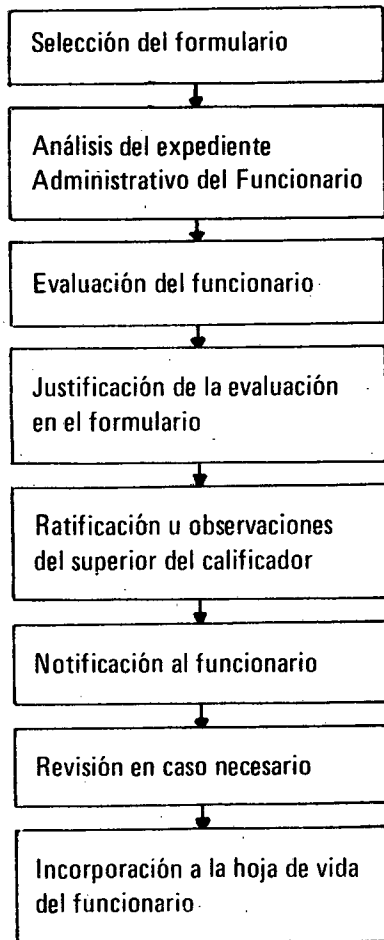 Selección del formulario
Análisis del expediente
Administrativo del Funcionario
Evaluación del funcionario
Justificación de la evaluación
en el formulario
Ratificación u observaciones
del superior del calificador
Notificación al funcionario
Revisión en caso necesario
Incorporación a la hoja de vida
del funcionario